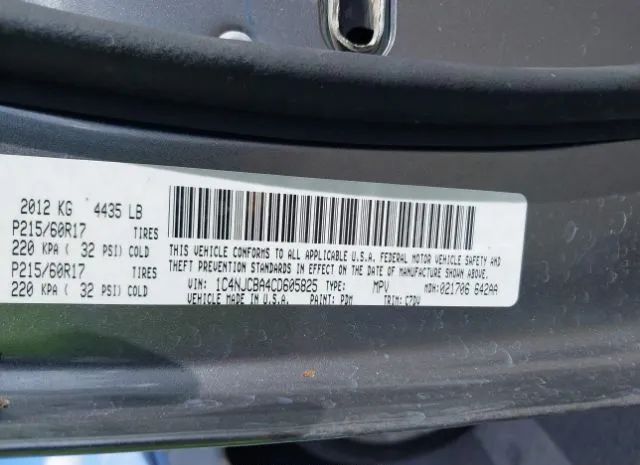 2012 KG 4435 LB
P215/60R17 TIRES
220 KPA ( 32 PSI) COLD
P215/60R17 TIRES
220 KPA ( 32 PSI) COLD
THIS VEHICLE CONFORMS TO ALL APPLICABLE U.S.A. FEDERAL MOTOR VEHICLE SAFETY AND
THEFT PREVENTION STANDARDS IN EFFECT ON THE DATE OF MANUFACTURE SHOWN ABOVE.
VIN: 1C4NJCBA4CD605825 TYPE: MPV MDH: 021706 642AA
VEHICLE MADE IN U.S.A. PAINT: PDM TRIM: C7DV